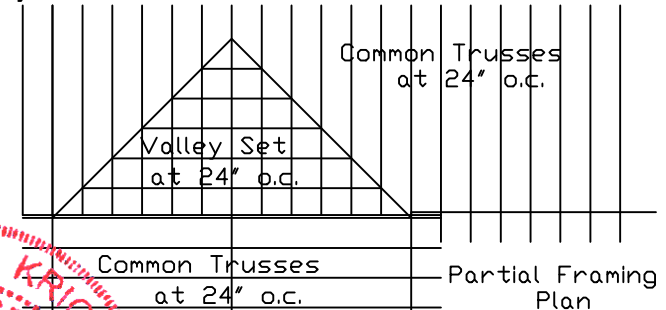 Common Trusses
at 24" o.c.
Valley Set
at 24" o.c.
Common Trusses
at 24" o.c.
Partial Framing
Plan